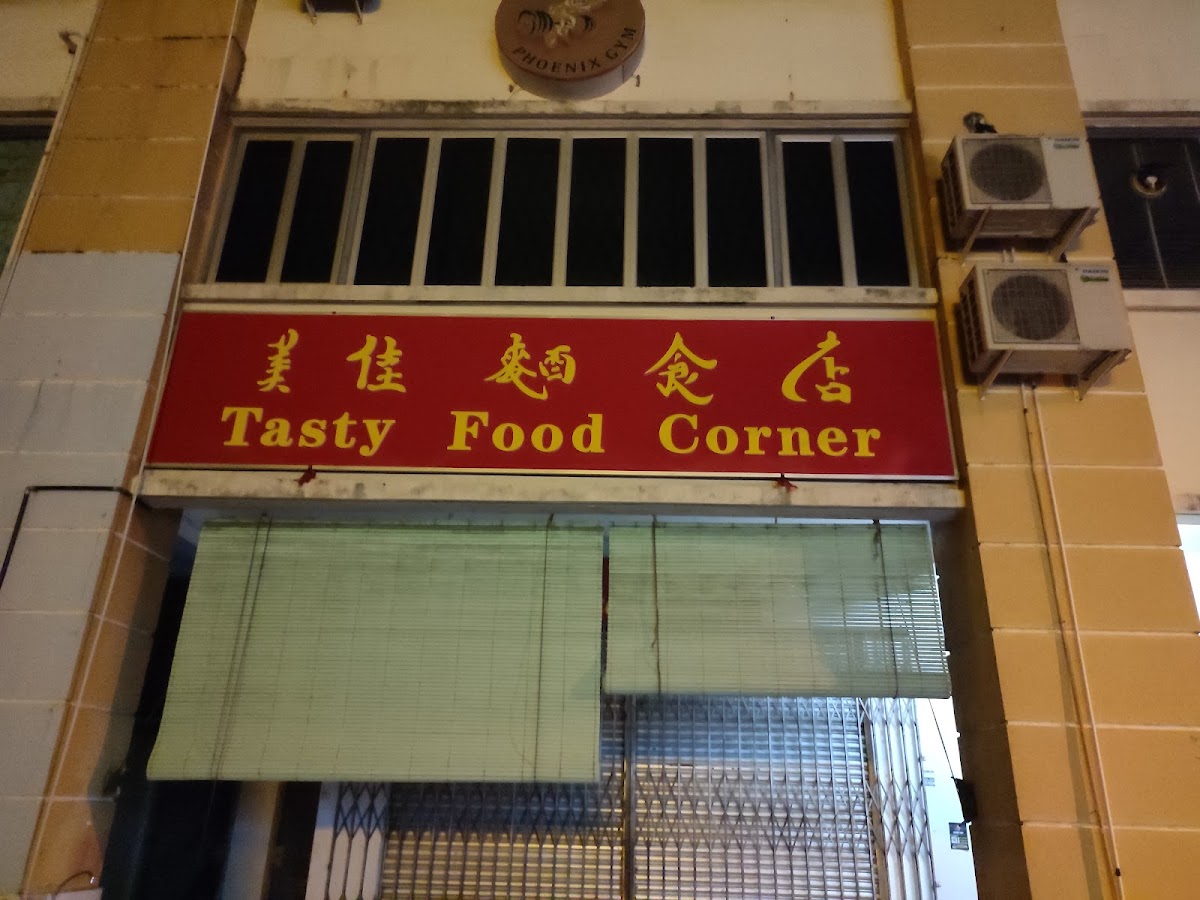 PHOENIX GYM
美佳麵食店
Tasty Food Corner